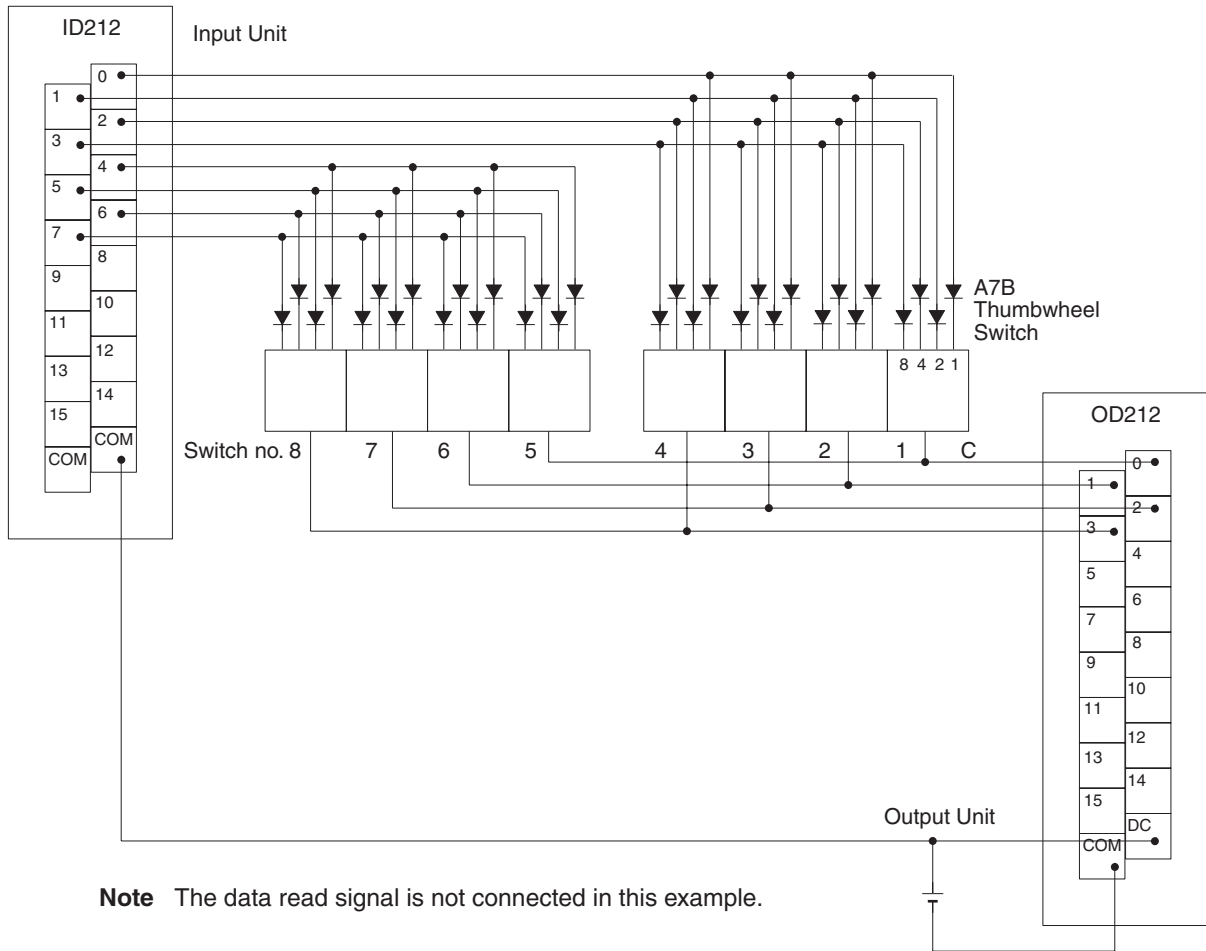 ID212
Input Unit
0
1
2
3
4
5
6
7
8
9
10
11
12
13
14
15
COM
COM
A7B
Thumbwheel
Switch
8 4 2 1
Switch no. 8 7 6 5 4 3 2 1 C
OD212
0
1
2
3
4
5
6
7
8
9
10
11
12
13
14
15
DC
COM
Output Unit
Note The data read signal is not connected in this example.